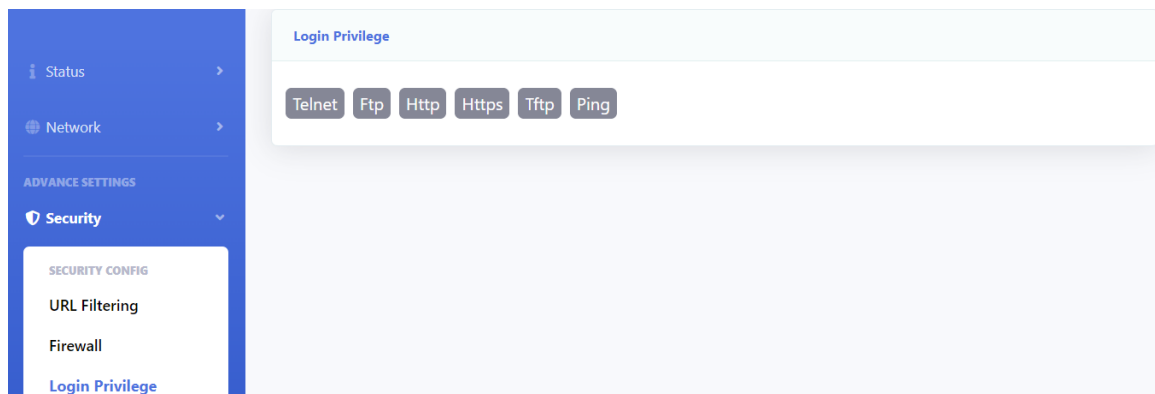 Status
Network
ADVANCE SETTINGS
Security
SECURITY CONFIG
URL Filtering
Firewall
Login Privilege
Login Privilege
Telnet Ftp Http Https Tftp Ping